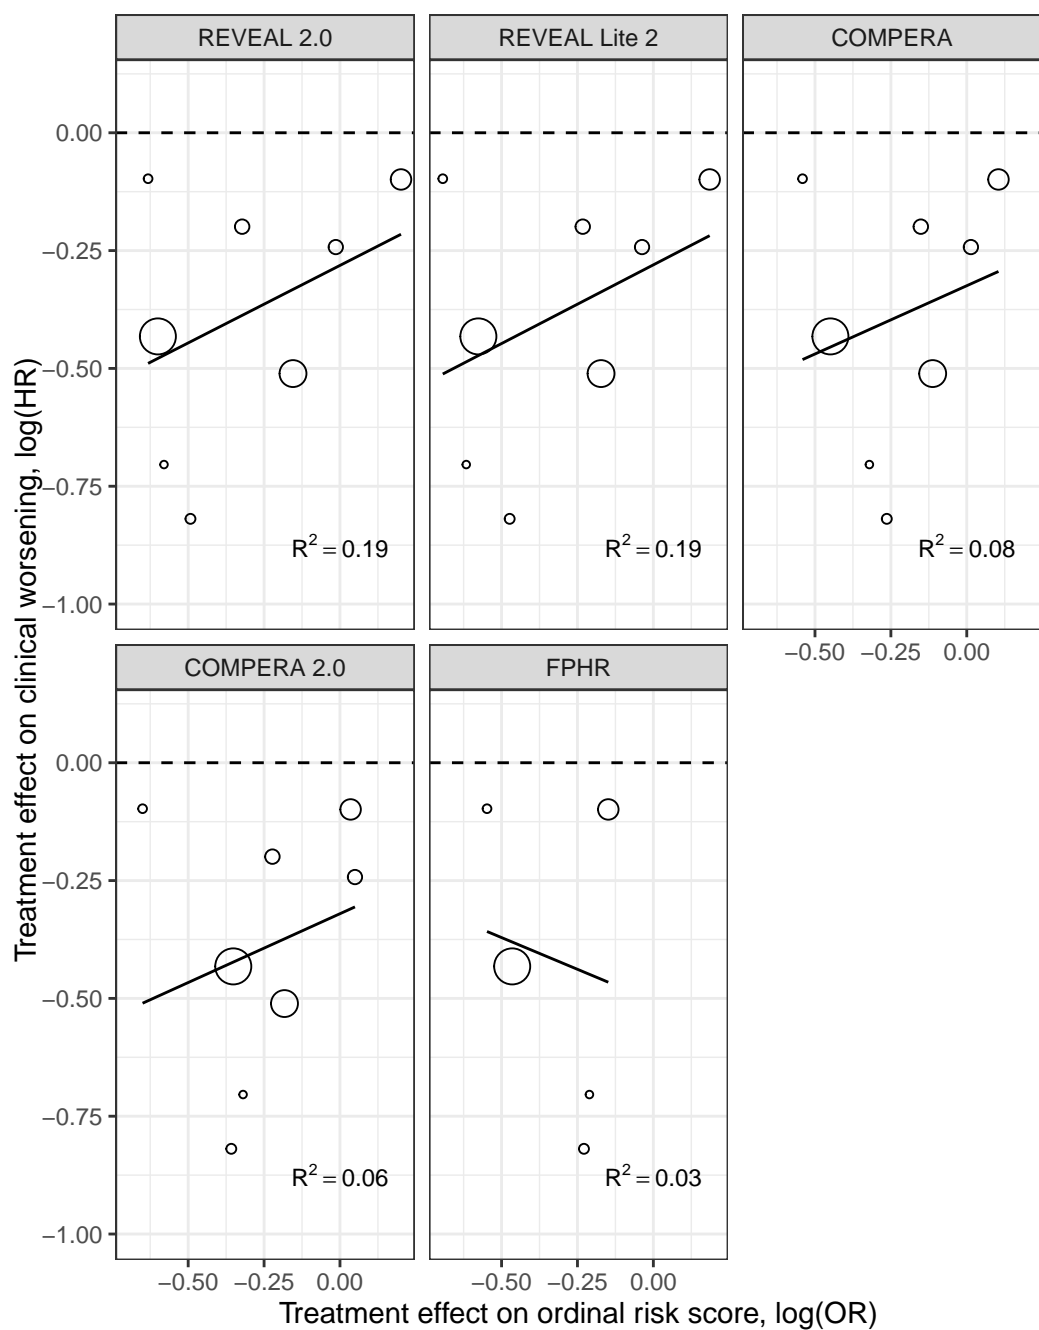 REVEAL 2.0
REVEAL Lite 2
COMPERA
0.00
−0.25
−0.50
−0.75
−1.00
R² = 0.19
R² = 0.19
R² = 0.08
−0.50 −0.25 0.00
COMPERA 2.0
FPHR
0.00
−0.25
−0.50
−0.75
−1.00
R² = 0.06
R² = 0.03
−0.50 −0.25 0.00
−0.50 −0.25 0.00
Treatment effect on clinical worsening, log(HR)
Treatment effect on ordinal risk score, log(OR)